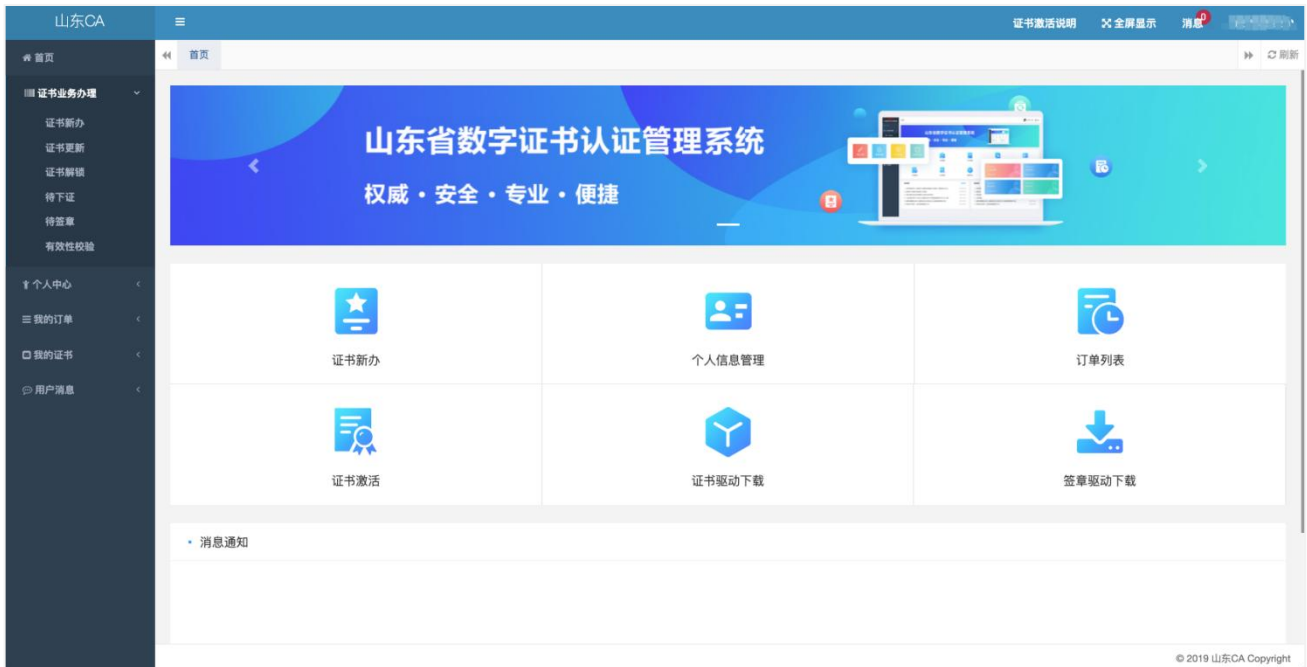 山东CA
证书激活说明
全屏显示
消息
0
首页
首页
刷新
证书业务办理
证书新办
证书更新
证书解锁
待下证
待签章
有效性校验
个人中心
我的订单
我的证书
用户消息
山东省数字证书认证管理系统
权威·安全·专业·便捷
证书新办
个人信息管理
订单列表
证书激活
证书驱动下载
签章驱动下载
消息通知
© 2019 山东CA Copyright